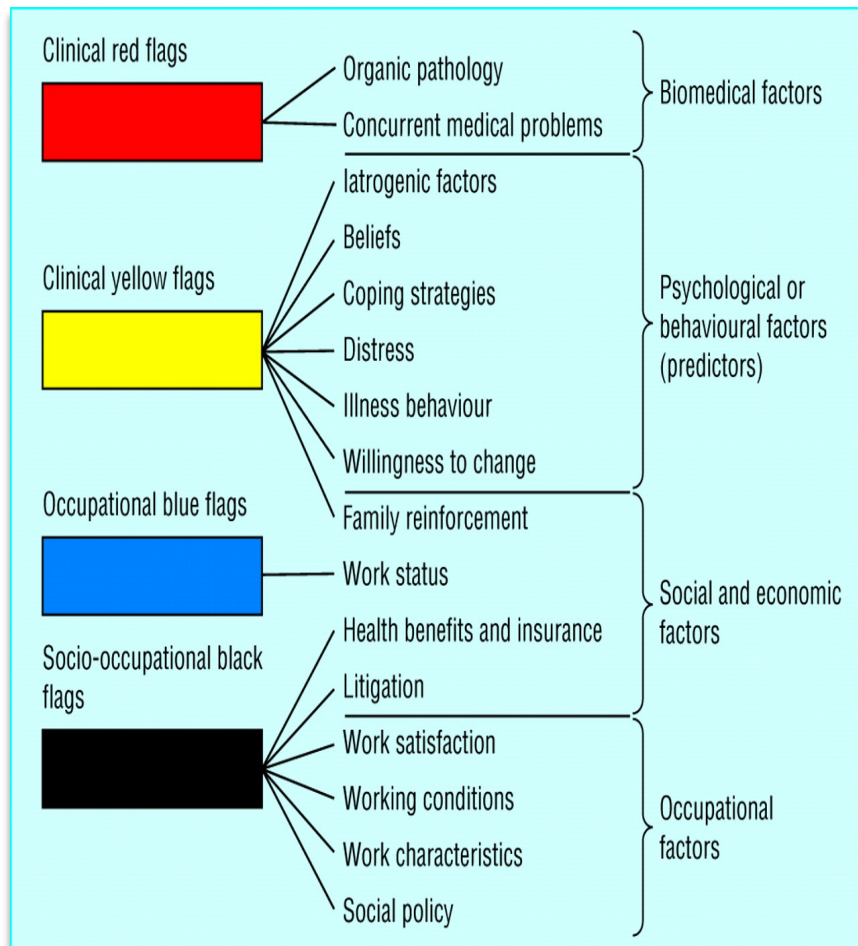 Clinical red flags
Organic pathology
Concurrent medical problems
Biomedical factors
Clinical yellow flags
Iatrogenic factors
Beliefs
Coping strategies
Distress
Illness behaviour
Willingness to change
Family reinforcement
Psychological or
behavioural factors
(predictors)
Occupational blue flags
Work status
Socio-occupational black
flags
Health benefits and insurance
Litigation
Social and economic
factors
Work satisfaction
Working conditions
Work characteristics
Social policy
Occupational
factors